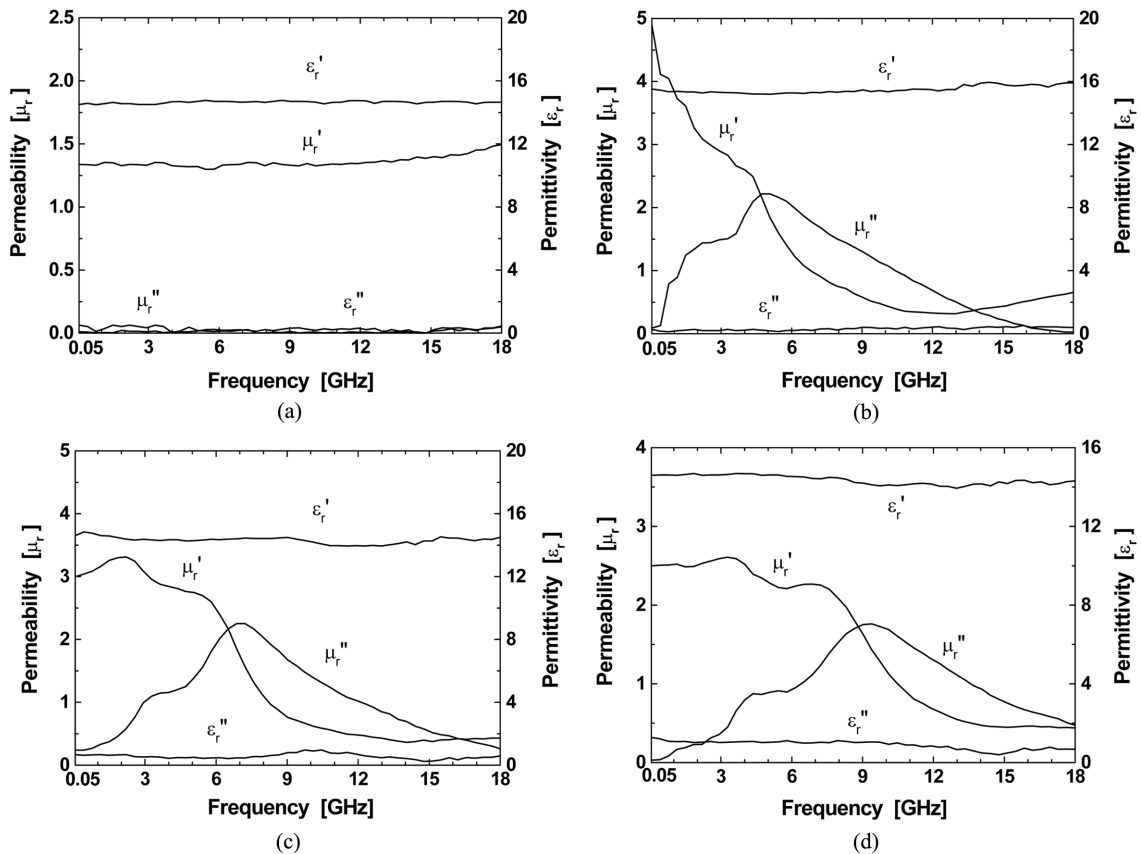 2.5
2.0
1.5
1.0
0.5
0.0
20
16
12
8
4
0
Permeability [μr]
Permittivity [εr]
εr'
μr'
μr''
εr''
0.05 3 6 9 12 15 18
Frequency [GHz]
(a)
6
5
4
3
2
1
0
20
16
12
8
4
0
Permeability [μr]
Permittivity [εr]
εr'
μr'
μr''
εr''
0.05 3 6 9 12 15 18
Frequency [GHz]
(b)
5
4
3
2
1
0
20
16
12
8
4
0
Permeability [μr]
Permittivity [εr]
εr'
μr'
μr''
εr''
0.05 3 6 9 12 15 18
Frequency [GHz]
(c)
4
3
2
1
0
16
12
8
4
0
Permeability [μr]
Permittivity [εr]
εr'
μr'
μr''
εr''
0.05 3 6 9 12 15 18
Frequency [GHz]
(d)